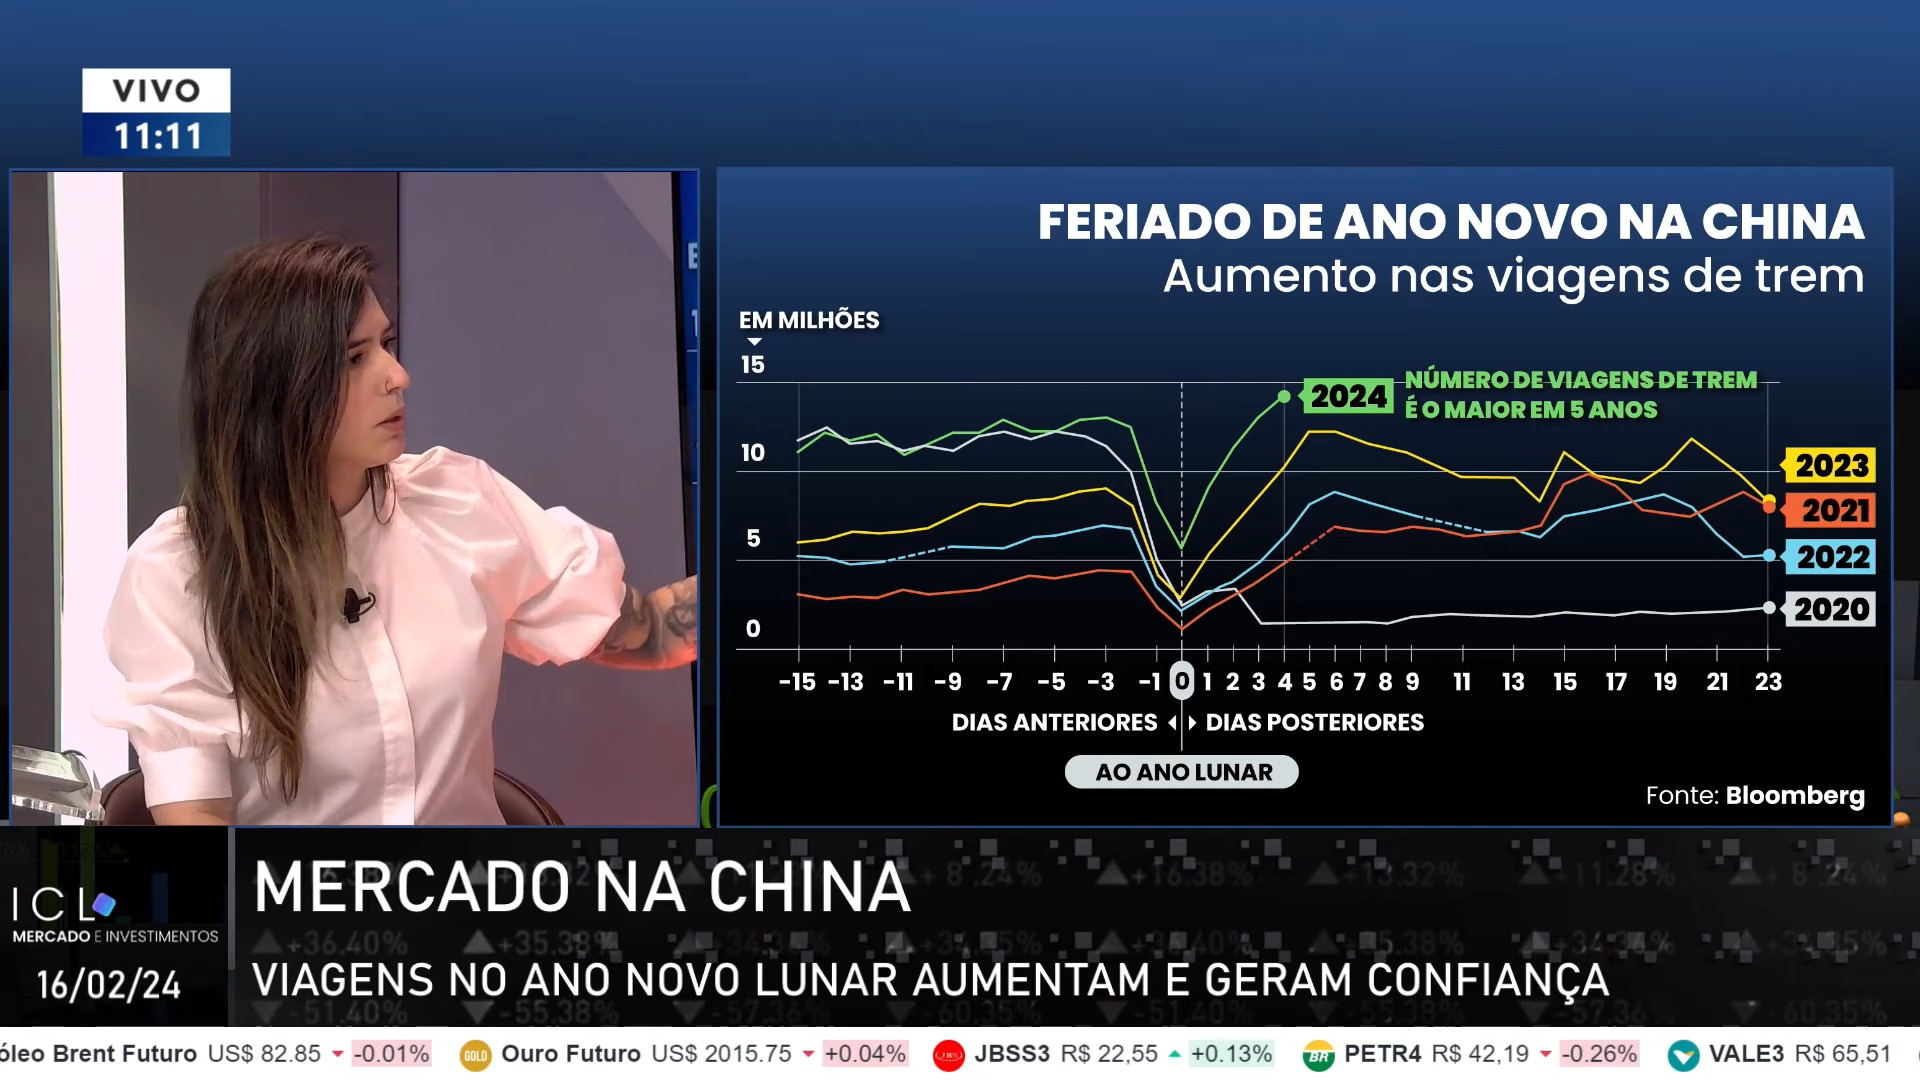 VIVO
11:11
FERIADO DE ANO NOVO NA CHINA
Aumento nas viagens de trem
EM MILHÕES
15
10
5
0
2024
NÚMERO DE VIAGENS DE TREM
É O MAIOR EM 5 ANOS
2023
2021
2022
2020
-15 -13 -11 -9 -7 -5 -3 -1 0 1 2 3 4 5 6 7 8 9 11 13 15 17 19 21 23
DIAS ANTERIORES DIAS POSTERIORES
AO ANO LUNAR
Fonte: Bloomberg
ICL
MERCADO E INVESTIMENTOS
16/02/24
MERCADO NA CHINA
VIAGENS NO ANO NOVO LUNAR AUMENTAM E GERAM CONFIANÇA
óleo Brent Futuro US$ 82.85 -0.01% GOLD Ouro Futuro US$ 2015.75 +0.04% JBS JBSS3 R$ 22,55 +0.13% BR PETR4 R$ 42,19 -0.26% VALE3 R$ 65,51